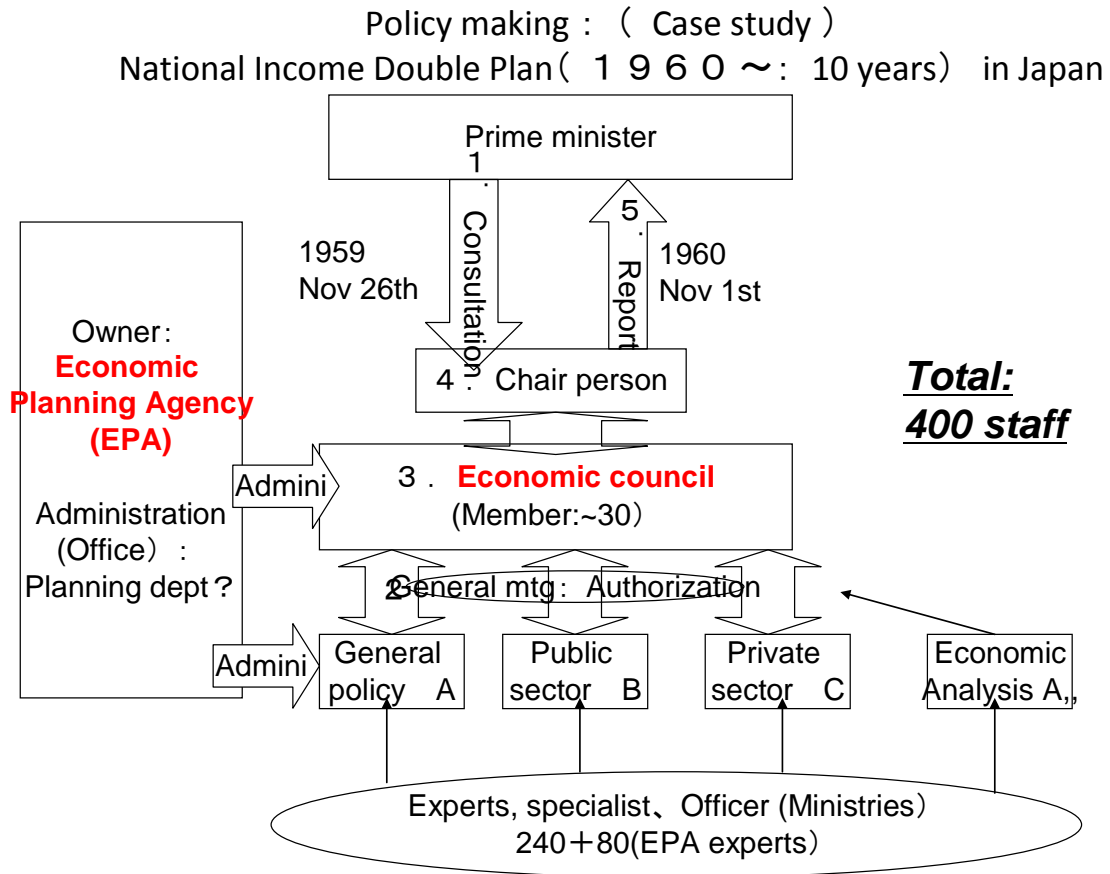 Policy making :（ Case study ）
National Income Double Plan（ １９６０ ～: 10 years） in Japan
Prime minister
１．Consultation
５．Report
1959
Nov 26th
1960
Nov 1st
Owner：
Economic
Planning Agency
(EPA)
Administration
(Office）：
Planning dept？
４． Chair person
Total:
400 staff
Admini
３． Economic council
(Member:~30）
２
General mtg： Authorization
Admini
General
policy　A
Public
sector　B
Private
sector　C
Economic
Analysis A,,
Experts, specialist、Officer (Ministries）
240＋80(EPA experts）